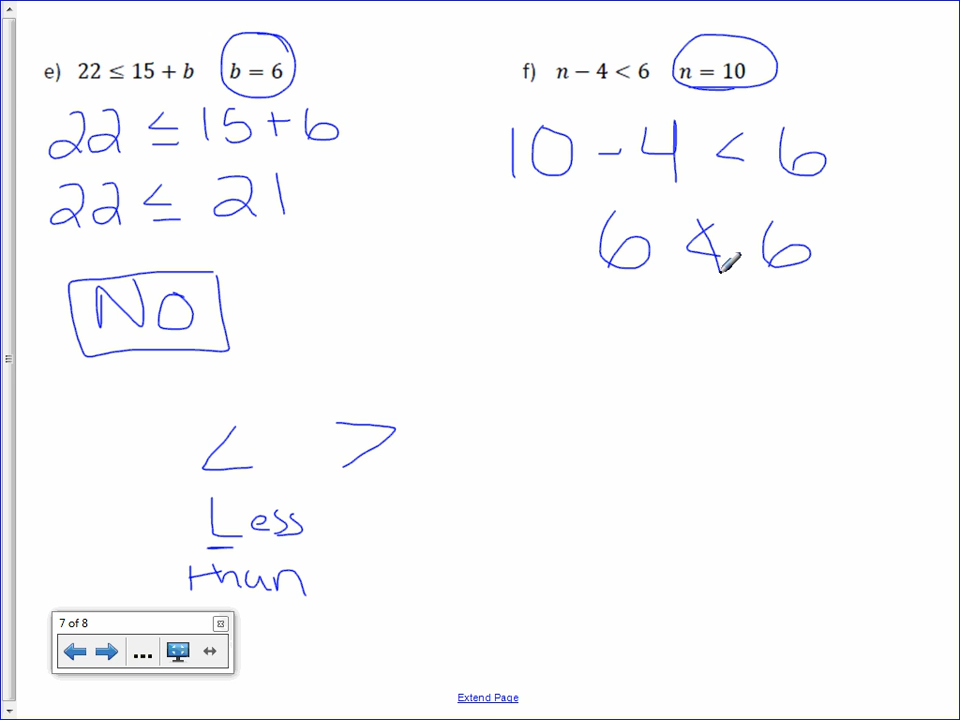 e) 22 ≤ 15 + b b = 6
22 ≤ 15 + 6
22 ≤ 21
NO
< >
Less
than
f) n − 4 < 6 n = 10
10 - 4 < 6
6 ≮ 6
7 of 8
...
Extend Page